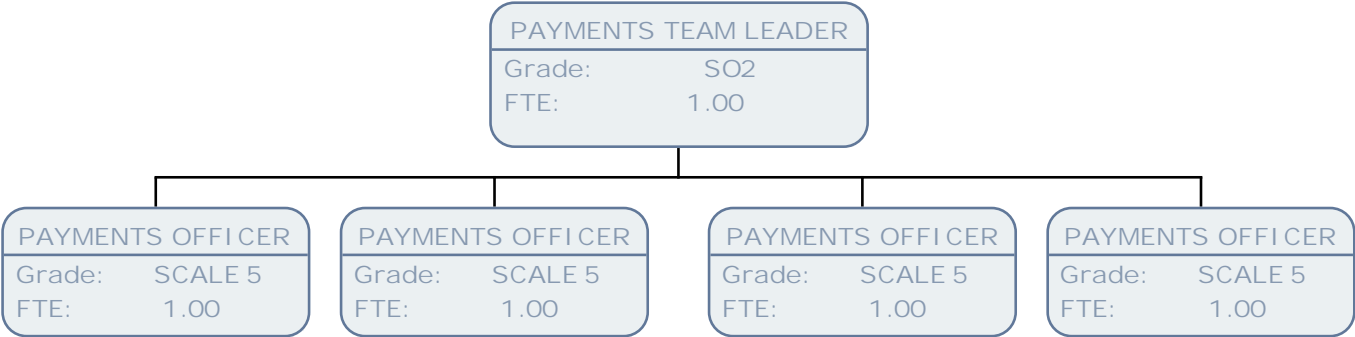 PAYMENTS TEAM LEADER
Grade: SO2
FTE: 1.00
PAYMENTS OFFICER
Grade: SCALE 5
FTE: 1.00
PAYMENTS OFFICER
Grade: SCALE 5
FTE: 1.00
PAYMENTS OFFICER
Grade: SCALE 5
FTE: 1.00
PAYMENTS OFFICER
Grade: SCALE 5
FTE: 1.00